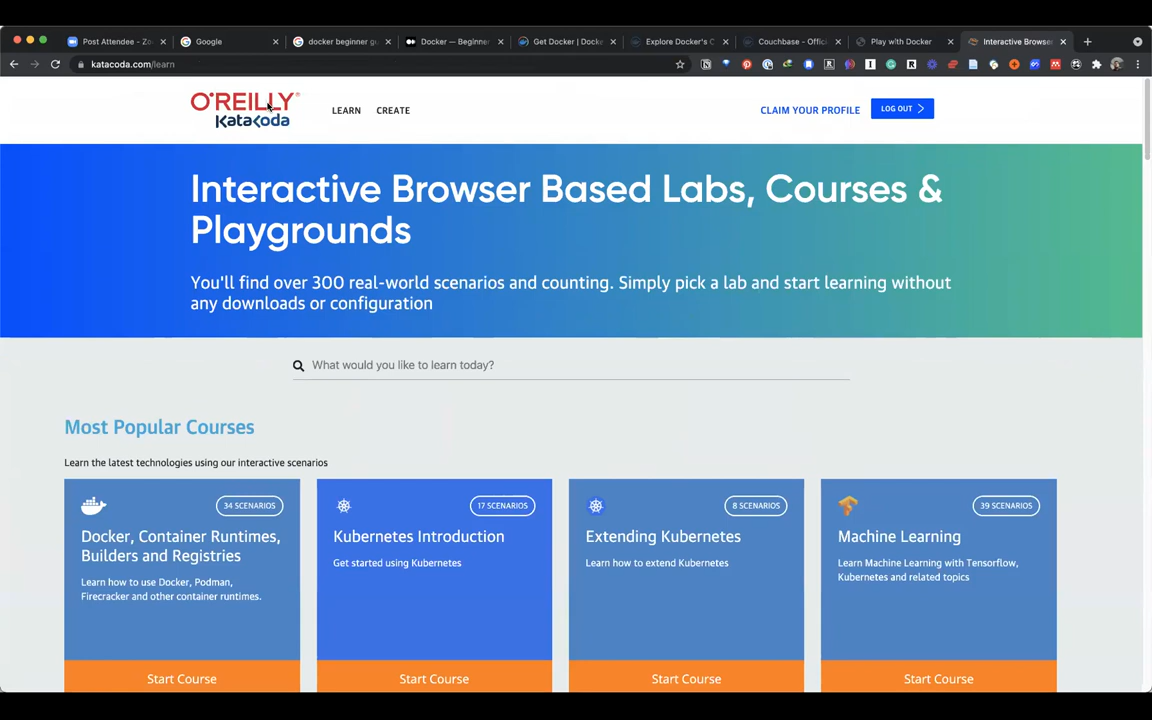 Post Attendee - Zo
Google
docker beginner gu
Docker — Beginner
Get Docker | Docke
Explore Docker's C
Couchbase - Offici
Play with Docker
Interactive Browser
katacoda.com/learn
O'REILLY®
KataKoda
LEARN
CREATE
CLAIM YOUR PROFILE
LOG OUT
Interactive Browser Based Labs, Courses &
Playgrounds
You'll find over 300 real-world scenarios and counting. Simply pick a lab and start learning without
any downloads or configuration
What would you like to learn today?
Most Popular Courses
Learn the latest technologies using our interactive scenarios
34 SCENARIOS
Docker, Container Runtimes,
Builders and Registries
Learn how to use Docker, Podman,
Firecracker and other container runtimes.
Start Course
17 SCENARIOS
Kubernetes Introduction
Get started using Kubernetes
Start Course
8 SCENARIOS
Extending Kubernetes
Learn how to extend Kubernetes
Start Course
39 SCENARIOS
Machine Learning
Learn Machine Learning with Tensorflow,
Kubernetes and related topics
Start Course